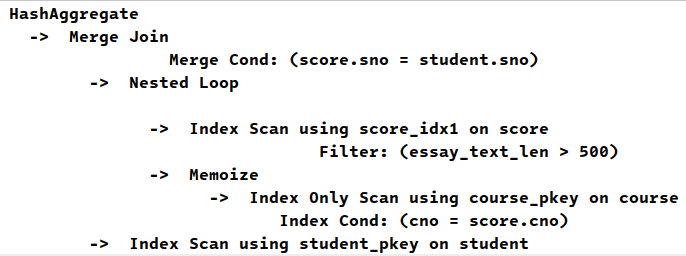 HashAggregate
-> Merge Join
Merge Cond: (score.sno = student.sno)
-> Nested Loop
-> Index Scan using score_idx1 on score
Filter: (essay_text_len > 500)
-> Memoize
-> Index Only Scan using course_pkey on course
Index Cond: (cno = score.cno)
-> Index Scan using student_pkey on student